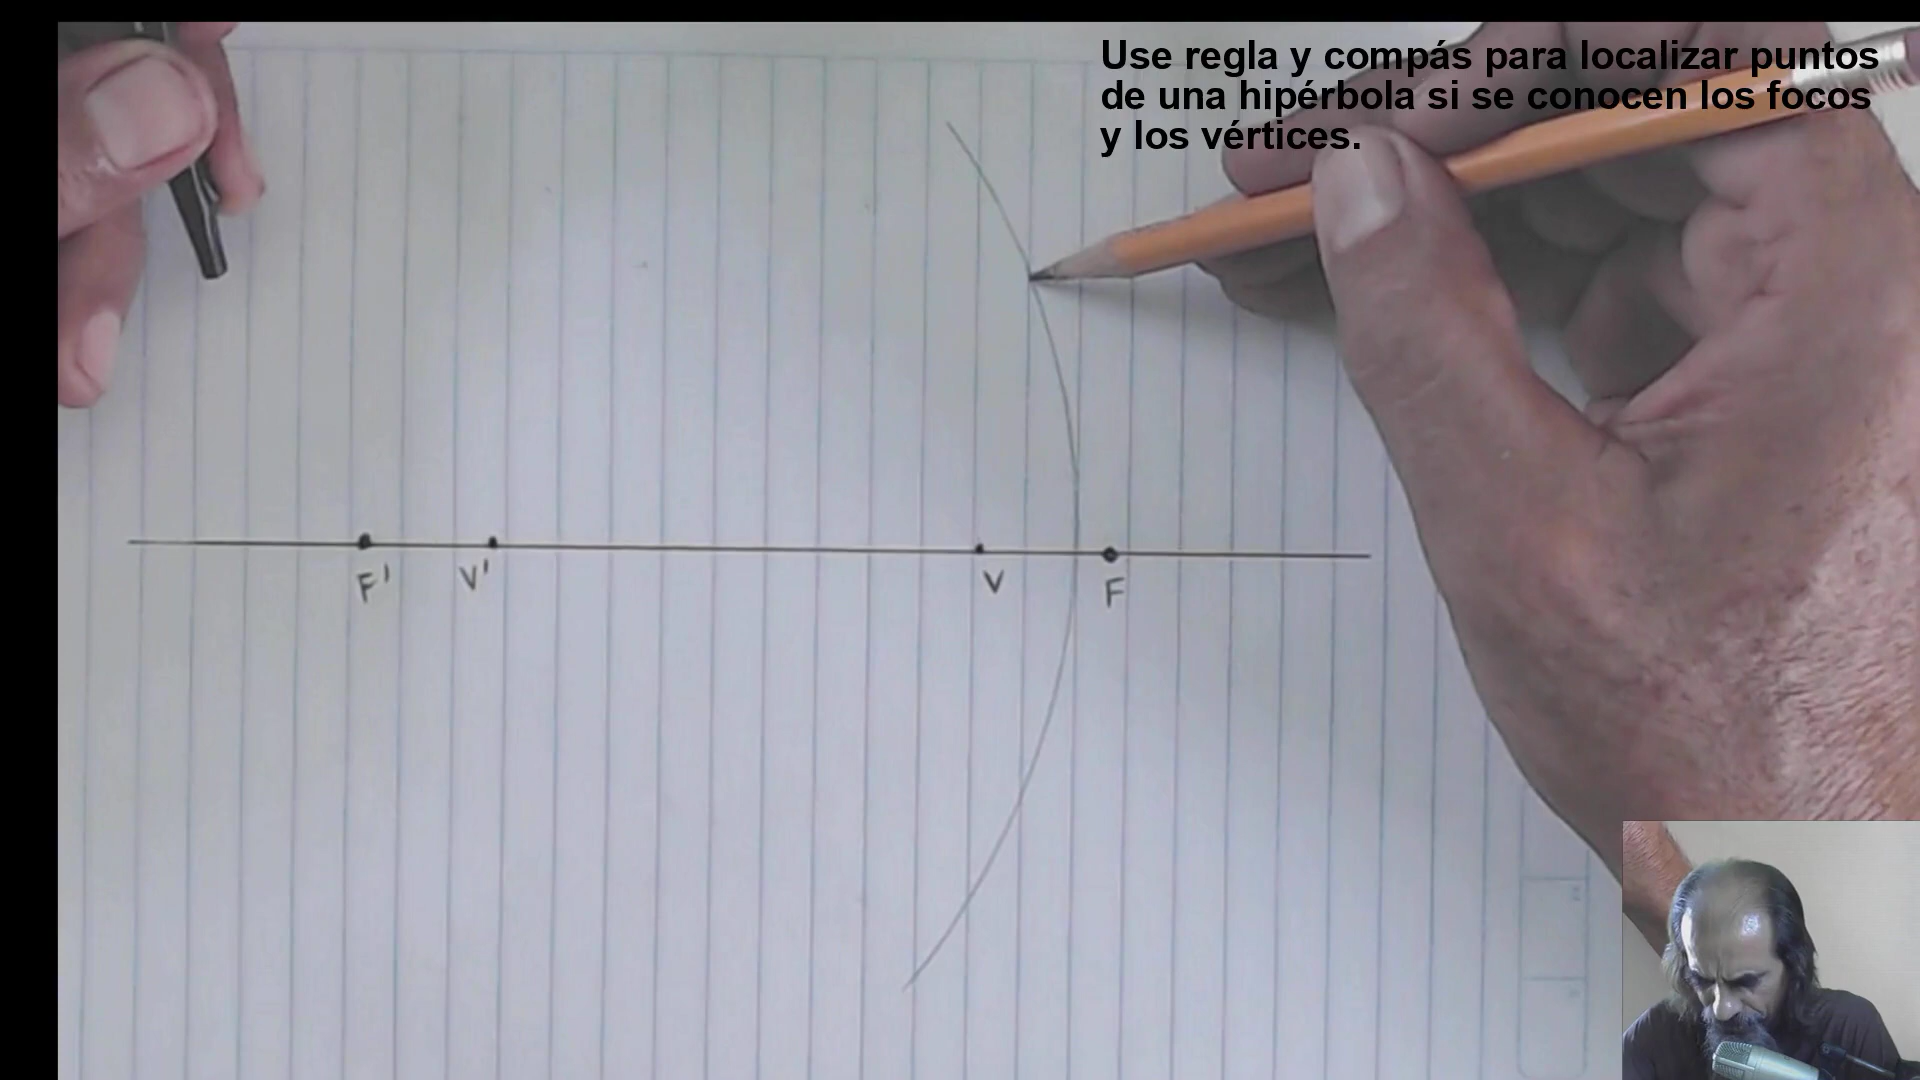 Use regla y compás para localizar puntos
de una hipérbola si se conocen los focos
y los vértices.
F' V' V F